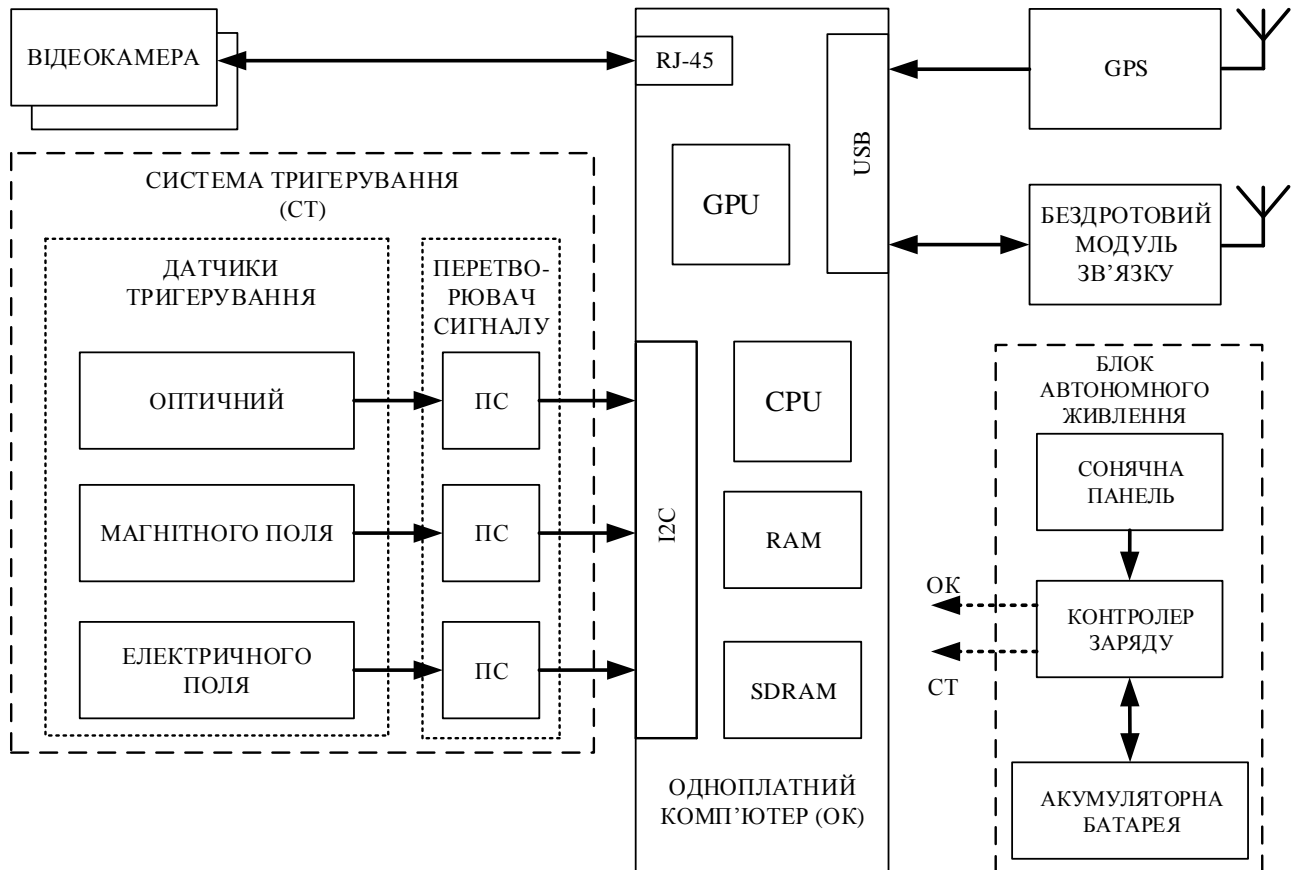 ВІДЕОКАМЕРА
RJ-45
USB
GPS
СИСТЕМА ТРИГЕРУВАННЯ
(СТ)
GPU
БЕЗДРОТОВИЙ
МОДУЛЬ
ЗВ’ЯЗКУ
ДАТЧИКИ
ТРИГЕРУВАННЯ
ПЕРЕТВО-
РЮВАЧ
СИГНАЛУ
ОПТИЧНИЙ
ПС
МАГНІТНОГО ПОЛЯ
ПС
ЕЛЕКТРИЧНОГО
ПОЛЯ
ПС
I2C
CPU
RAM
SDRAM
ОДНОПЛАТНИЙ
КОМП’ЮТЕР (ОК)
БЛОК
АВТОНОМНОГО
ЖИВЛЕННЯ
СОНЯЧНА
ПАНЕЛЬ
ОК
КОНТРОЛЕР
ЗАРЯДУ
СТ
АКУМУЛЯТОРНА
БАТАРЕЯ